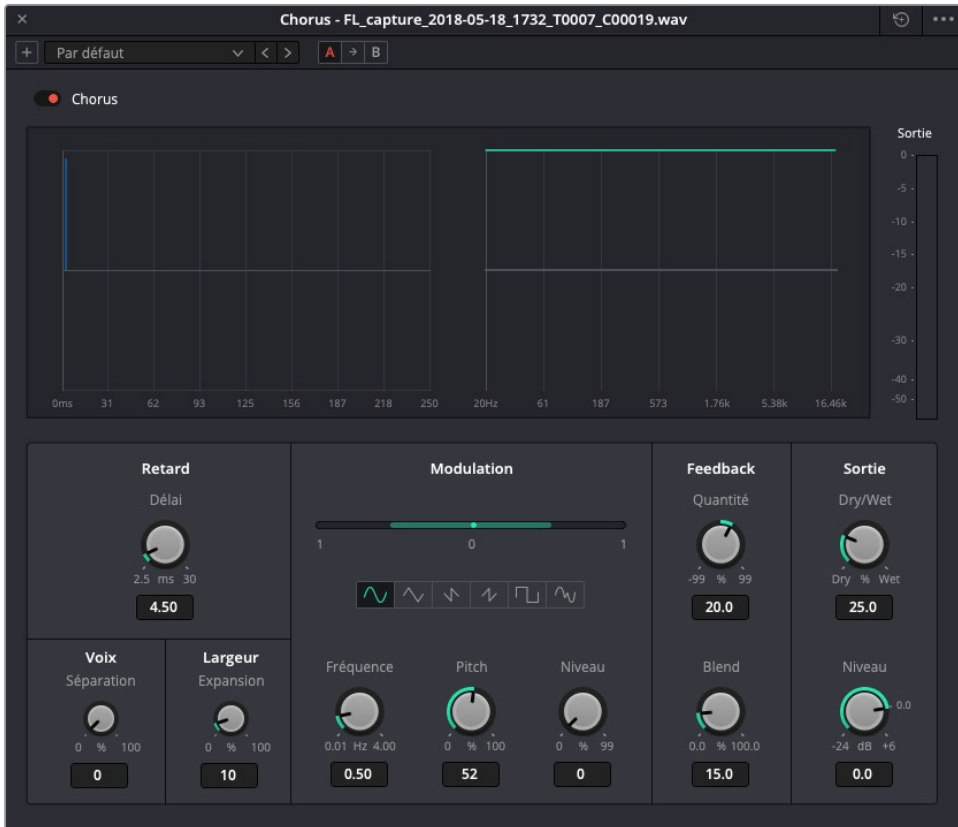 Chorus - FL_capture_2018-05-18_1732_T0007_C00019.wav
Par défaut
A B
Chorus
Sortie
0
-5
-10
-15
-20
-30
-40
-50
0ms 31 62 93 125 156 187 218 250
20Hz 61 187 573 1.76k 5.38k 16.46k
Retard
Délai
2.5 ms 30
4.50
Voix
Séparation
0 % 100
0
Largeur
Expansion
0 % 100
10
Modulation
1 0 1
Fréquence
0.01 Hz 4.00
0.50
Pitch
0 % 100
52
Niveau
0 % 99
0
Feedback
Quantité
-99 % 99
20.0
Blend
0.0 % 100.0
15.0
Sortie
Dry/Wet
Dry % Wet
25.0
Niveau
0.0
-24 dB +6
0.0